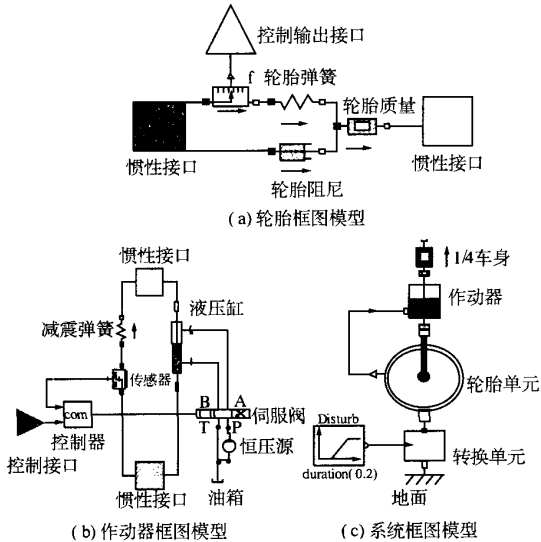 控制输出接口
f 轮胎弹簧
轮胎质量
惯性接口
惯性接口
轮胎阻尼
(a)轮胎框图模型
惯性接口
液压缸
减震弹簧
传感器
B A
伺服阀
com
T P
控制器
恒压源
控制接口
惯性接口
油箱
(b)作动器框图模型
1/4车身
作动器
轮胎单元
Disturb
转换单元
duration(0.2)
地面
(c)系统框图模型